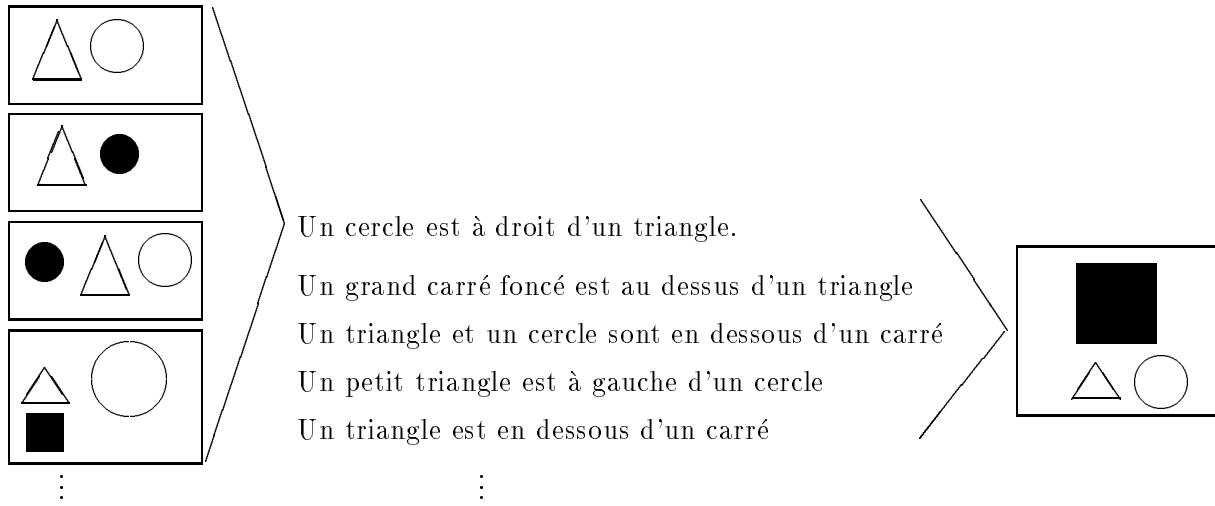 Un cercle est à droit d'un triangle.
Un grand carré foncé est au dessus d'un triangle
Un triangle et un cercle sont en dessous d'un carré
Un petit triangle est à gauche d'un cercle
Un triangle est en dessous d'un carré